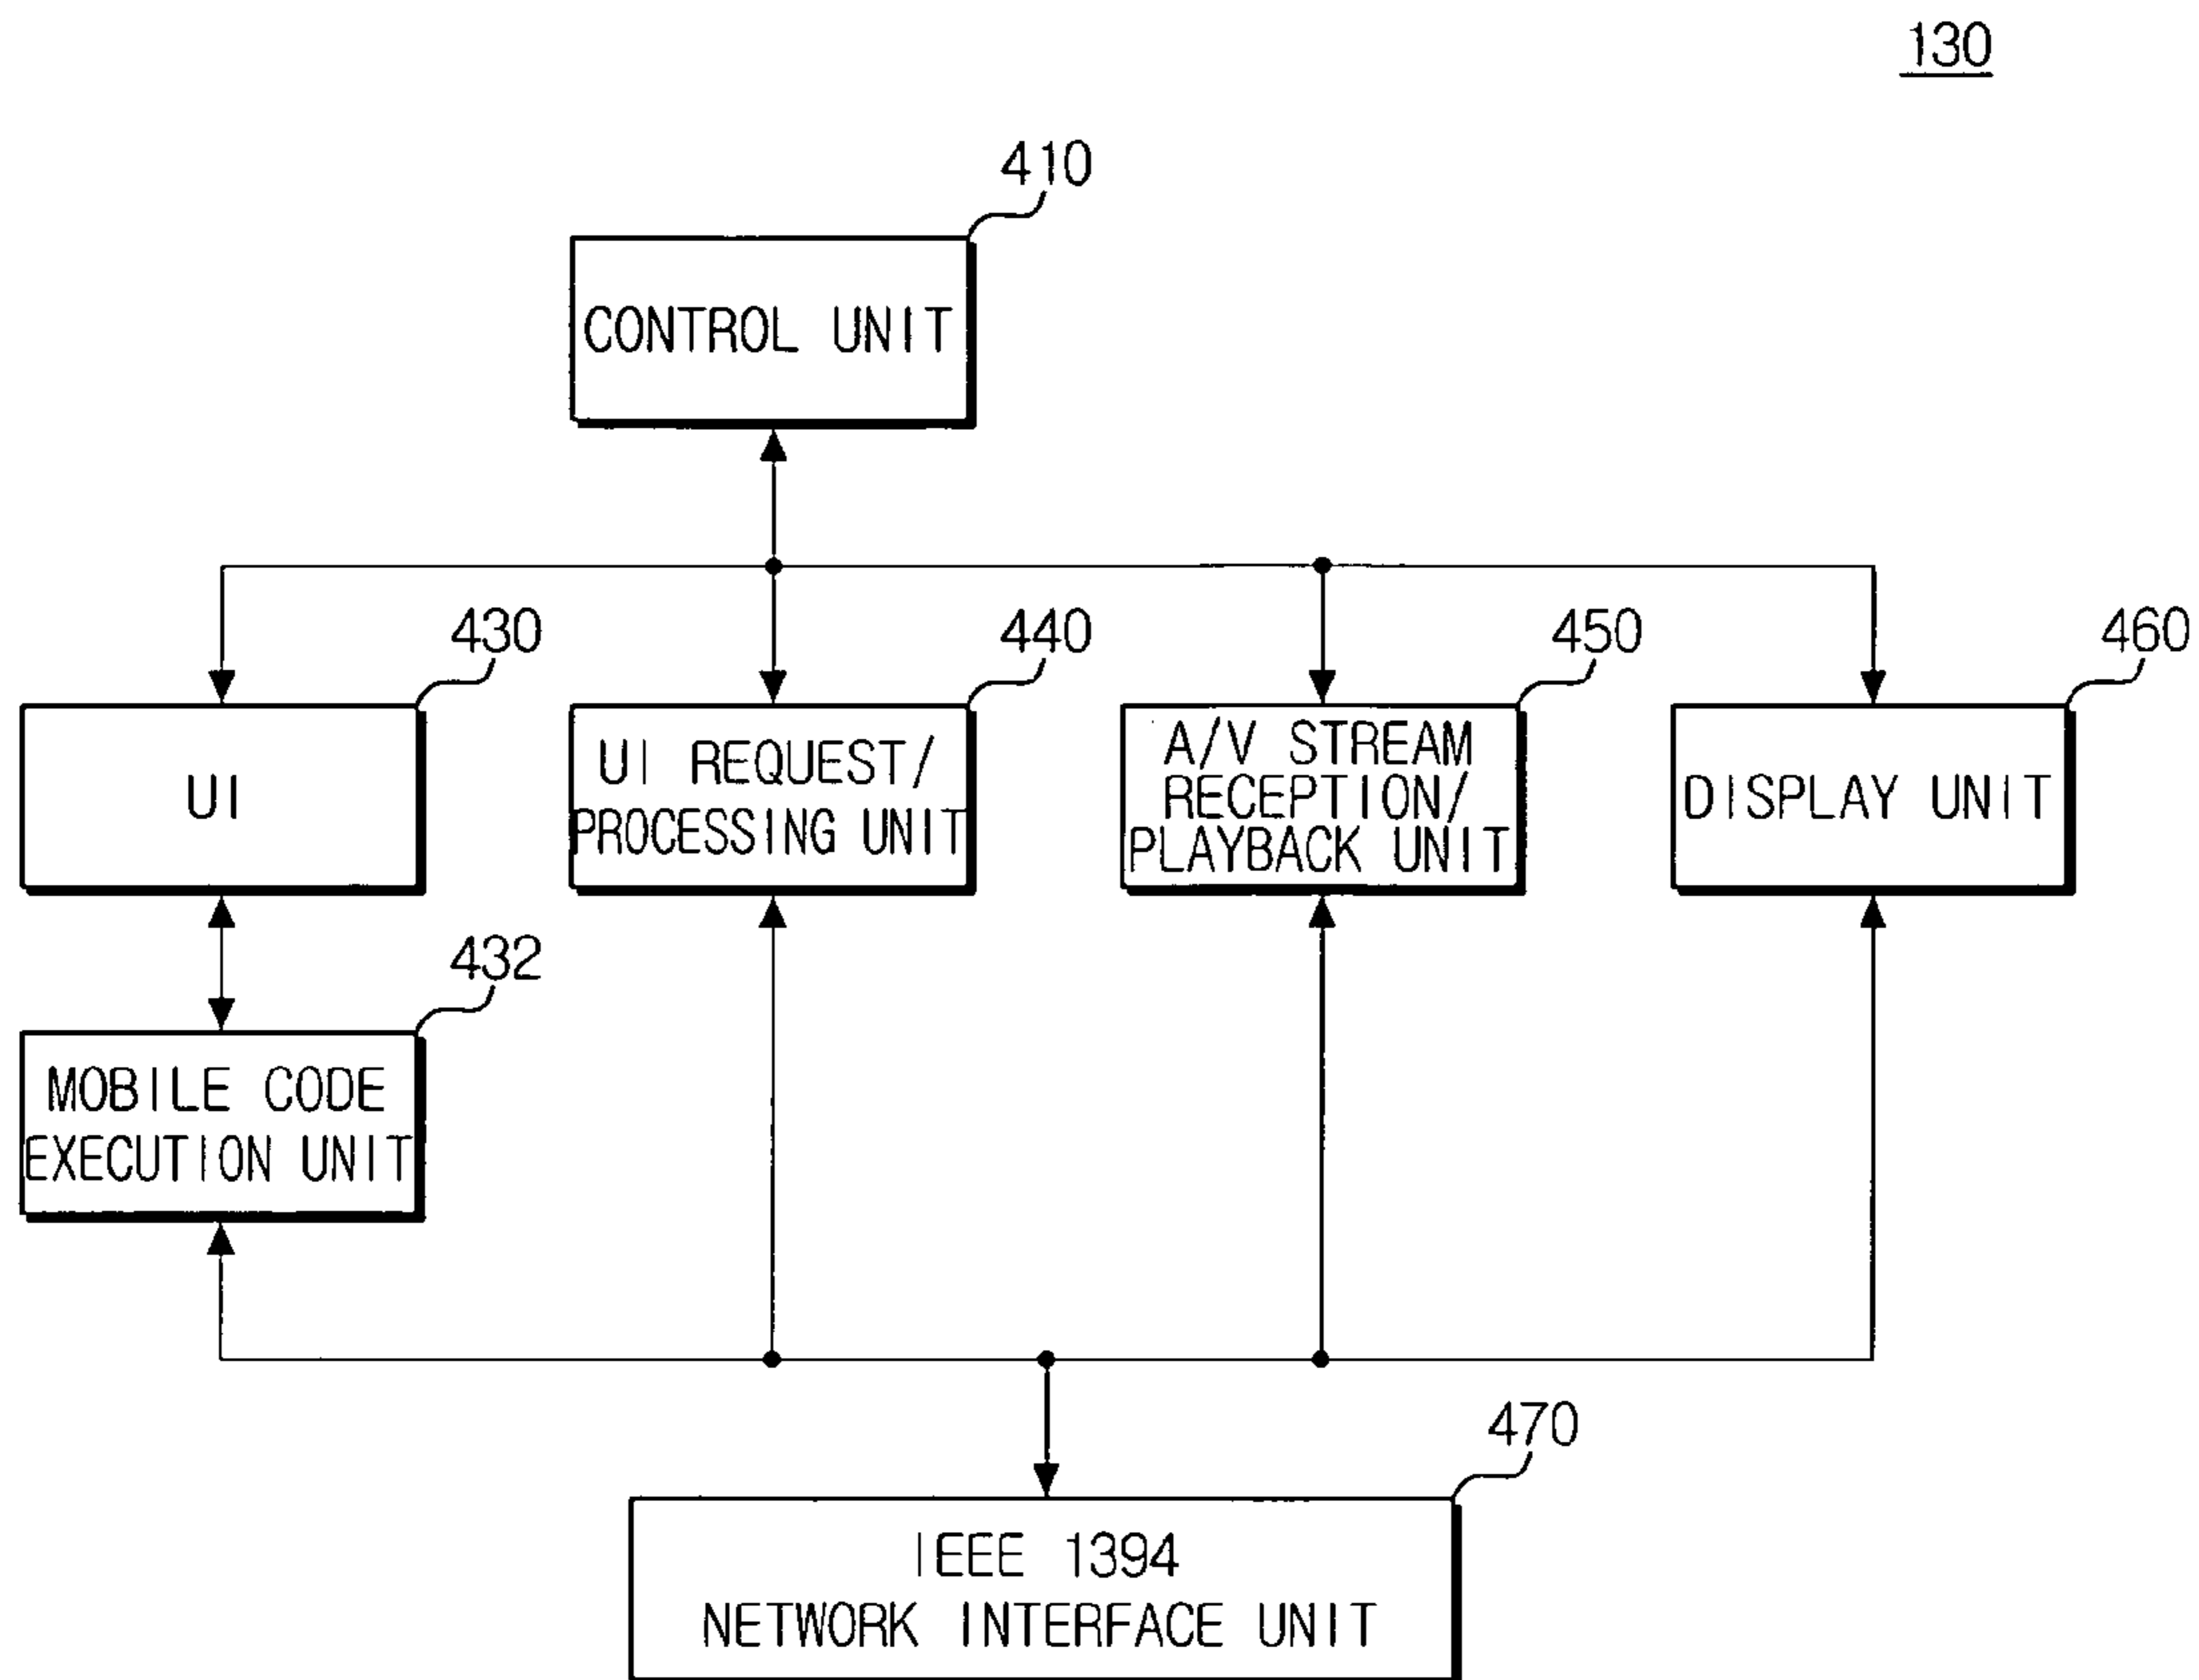 130
410
CONTROL UNIT
430
440
450
460
UI
UI REQUEST/
PROCESSING UNIT
A/V STREAM
RECEPTION/
PLAYBACK UNIT
DISPLAY UNIT
432
MOBILE CODE
EXECUTION UNIT
470
IEEE 1394
NETWORK INTERFACE UNIT